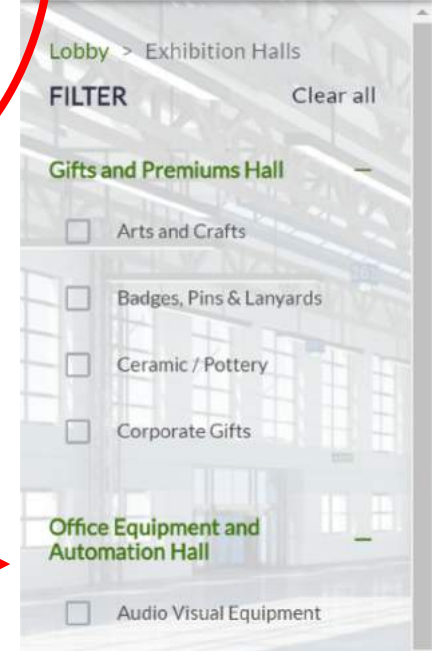 Lobby > Exhibition Halls
FILTER Clear all
Gifts and Premiums Hall −
Arts and Crafts
Badges, Pins & Lanyards
Ceramic / Pottery
Corporate Gifts
Office Equipment and
Automation Hall −
Audio Visual Equipment